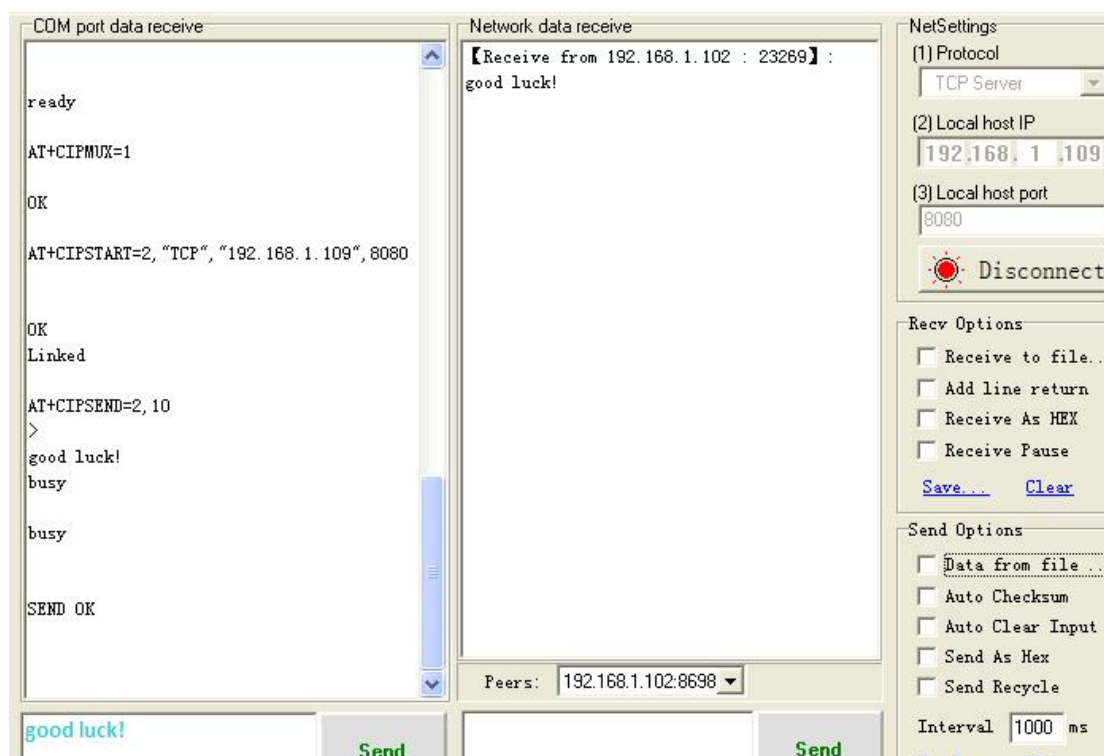 COM port data receive
ready
AT+CIPMUX=1
OK
AT+CIPSTART=2,"TCP","192.168.1.109",8080
OK
Linked
AT+CIPSEND=2,10
>
good luck!
busy
busy
SEND OK
good luck!
Send
Network data receive
【Receive from 192.168.1.102 : 23269】:
good luck!
Peers: 192.168.1.102:8698
Send
NetSettings
(1) Protocol
TCP Server
(2) Local host IP
192.168. 1 .109
(3) Local host port
8080
Disconnect
Recv Options
Receive to file..
Add line return
Receive As HEX
Receive Pause
Save... Clear
Send Options
Data from file ..
Auto Checksum
Auto Clear Input
Send As Hex
Send Recycle
Interval 1000 ms